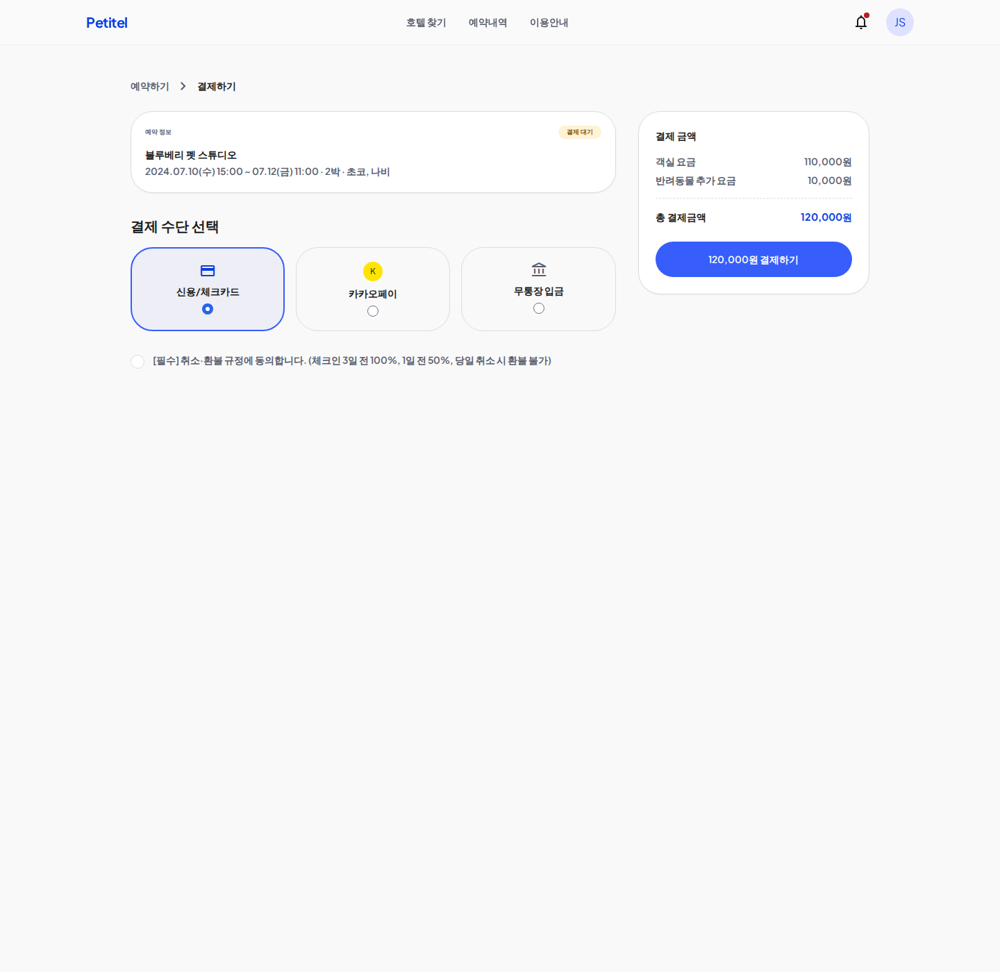 Petitel
호텔 찾기
예약내역
이용안내
JS
예약하기
결제하기
예약 정보
결제 대기
블루베리 펫 스튜디오
2024.07.10(수) 15:00 ~ 07.12(금) 11:00 · 2박 · 초코, 나비
결제 수단 선택
신용/체크카드
K
카카오페이
무통장 입금
[필수] 취소·환불 규정에 동의합니다. (체크인 3일 전 100%, 1일 전 50%, 당일 취소 시 환불 불가)
결제 금액
객실 요금 110,000원
반려동물 추가 요금 10,000원
총 결제금액 120,000원
120,000원 결제하기